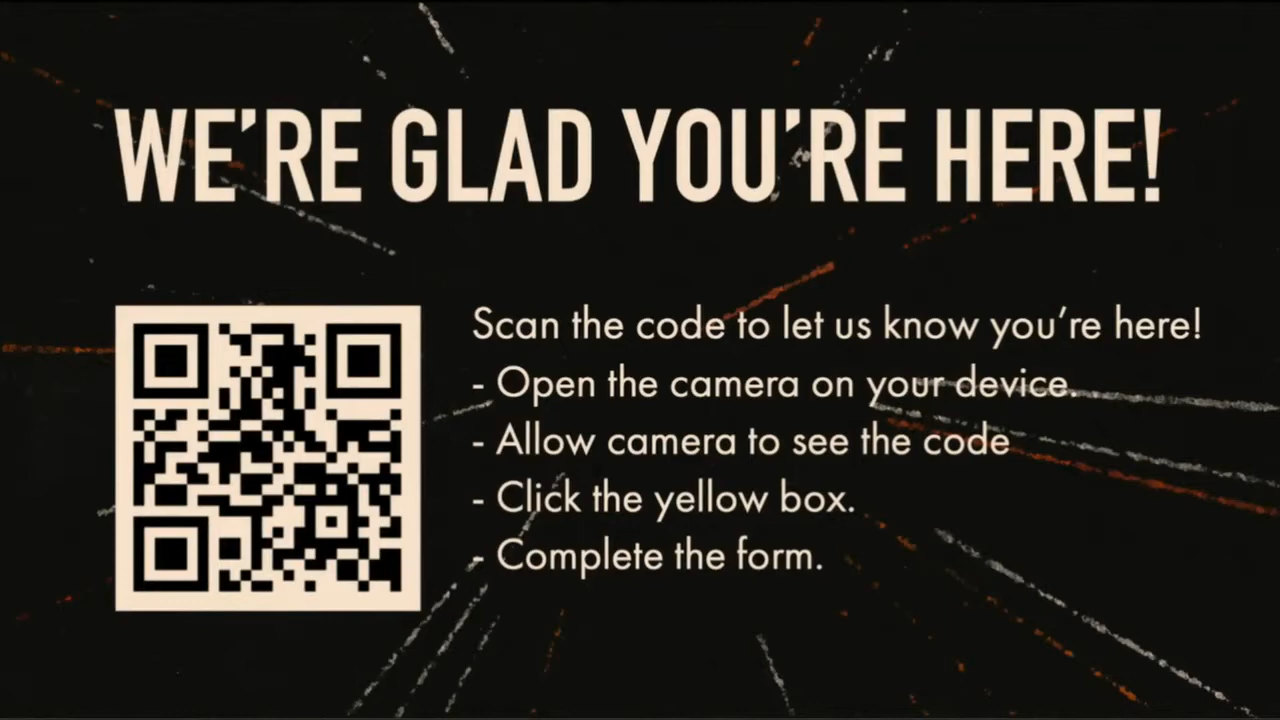 WE'RE GLAD YOU'RE HERE!
Scan the code to let us know you're here!
- Open the camera on your device.
- Allow camera to see the code
- Click the yellow box.
- Complete the form.